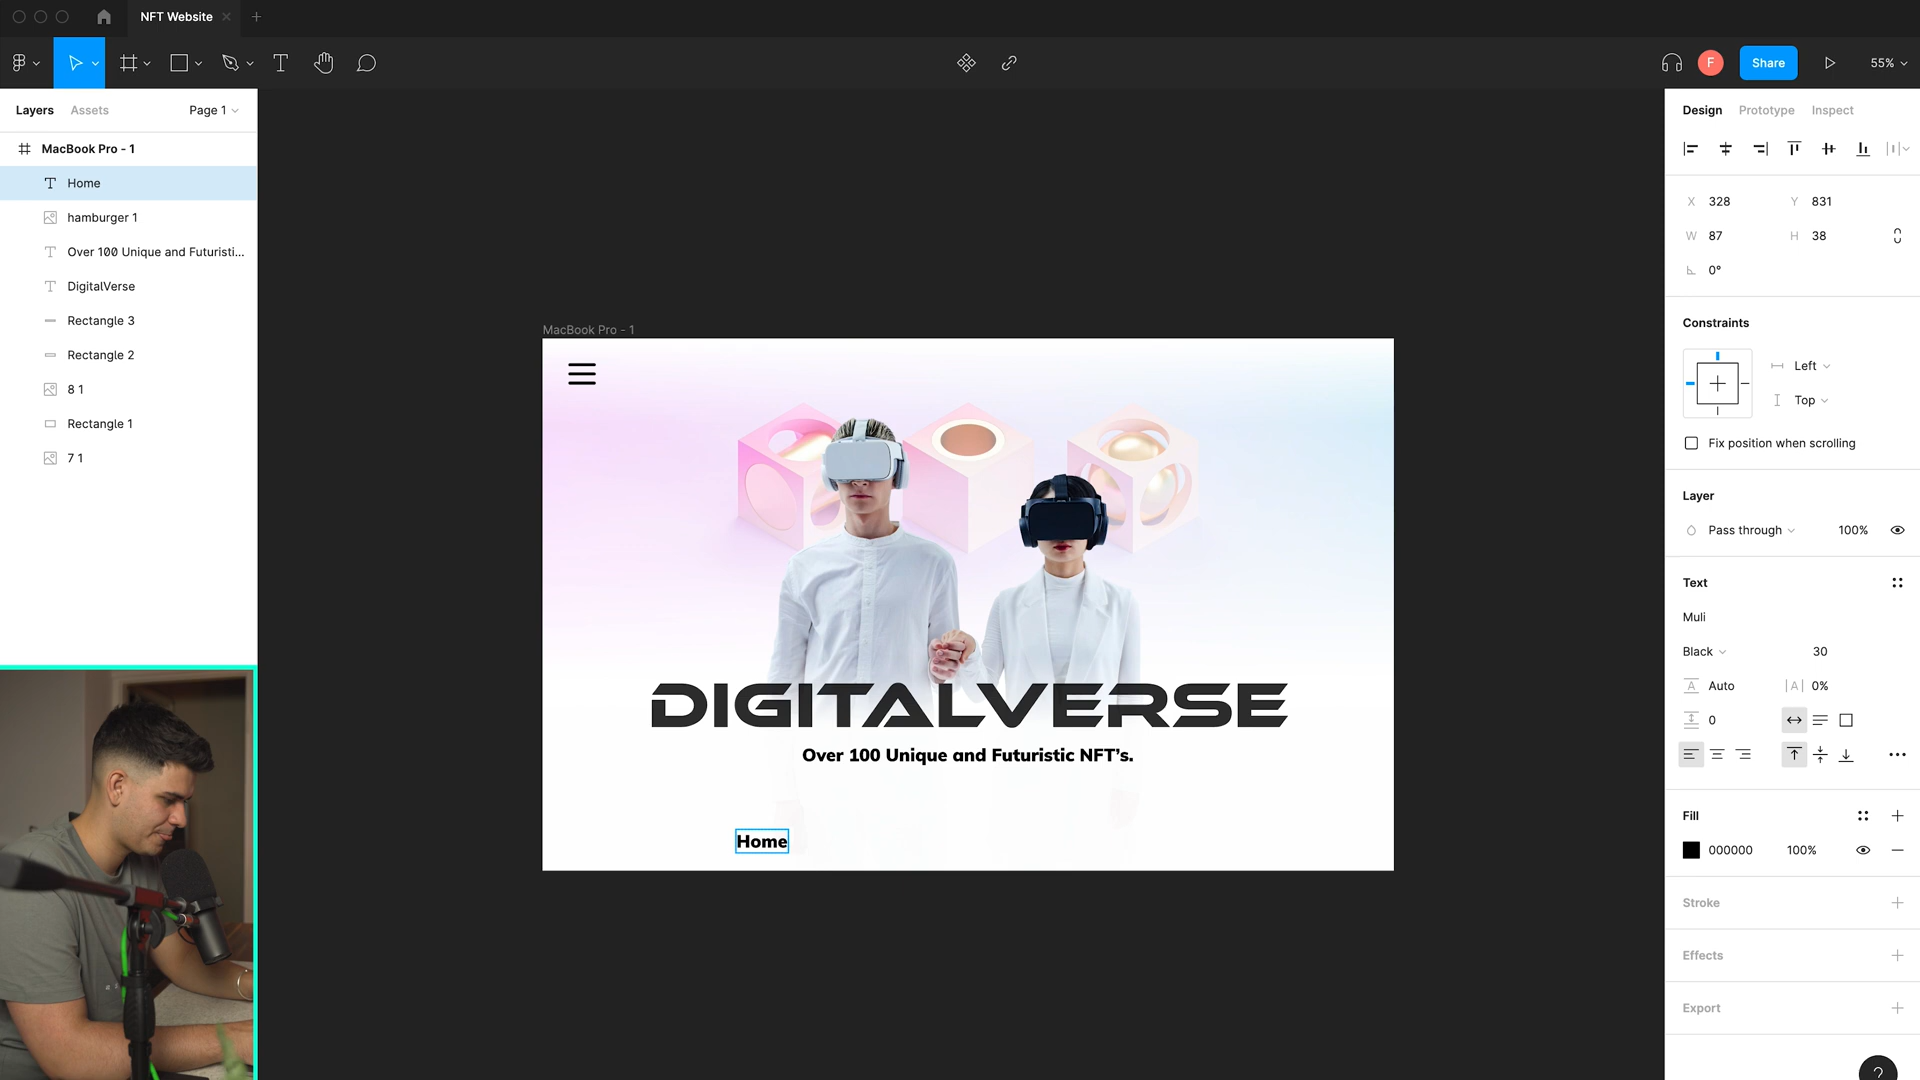 NFT Website
F
Share
55%
Layers
Assets
Page 1
MacBook Pro - 1
Home
hamburger 1
Over 100 Unique and Futuristi...
DigitalVerse
Rectangle 3
Rectangle 2
8 1
Rectangle 1
7 1
MacBook Pro - 1
DIGITALVERSE
Over 100 Unique and Futuristic NFT’s.
Home
Design
Prototype
Inspect
X 328 Y 831
W 87 H 38
0°
Constraints
Left
Top
Fix position when scrolling
Layer
Pass through 100%
Text
Muli
Black 30
A Auto |A| 0%
0
Fill
000000 100%
Stroke
Effects
Export
?